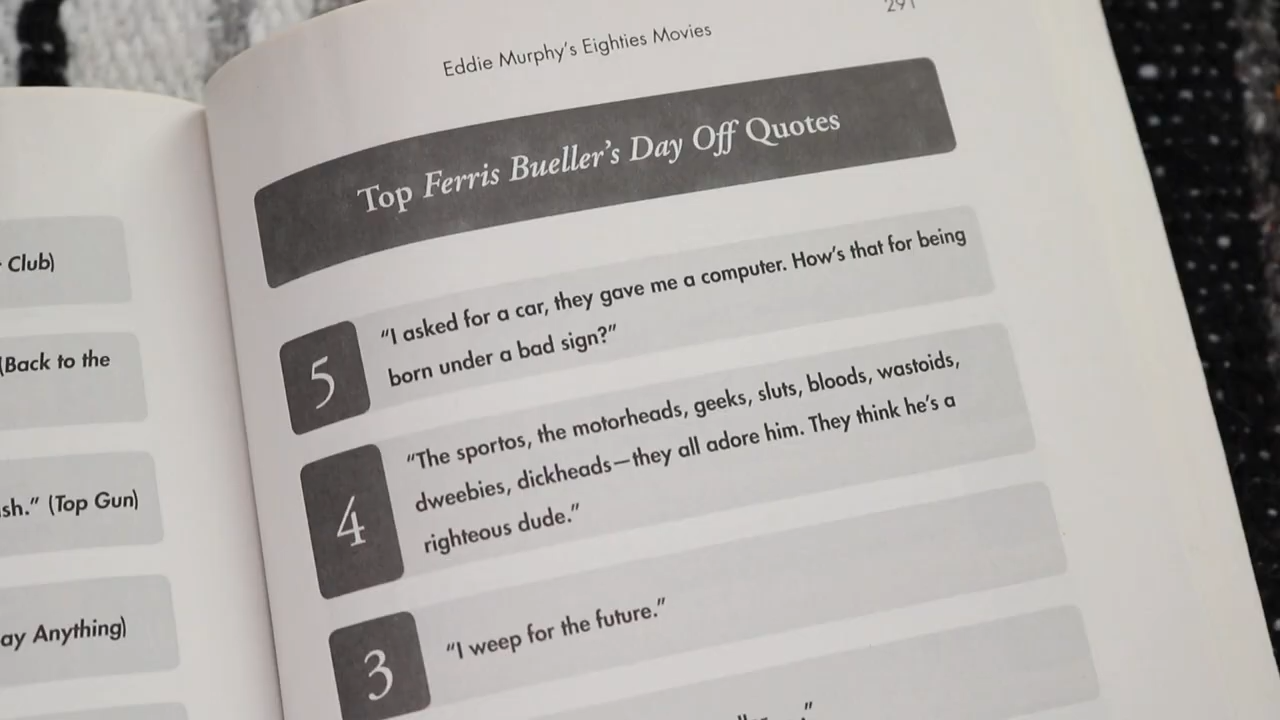 Club)
(Back to the
sh." (Top Gun)
ay Anything)
291
Eddie Murphy's Eighties Movies
Top Ferris Bueller's Day Off Quotes
5
"I asked for a car, they gave me a computer. How's that for being
born under a bad sign?"
4
"The sportos, the motorheads, geeks, sluts, bloods, wastoids,
dweebies, dickheads—they all adore him. They think he's a
righteous dude."
3
"I weep for the future."